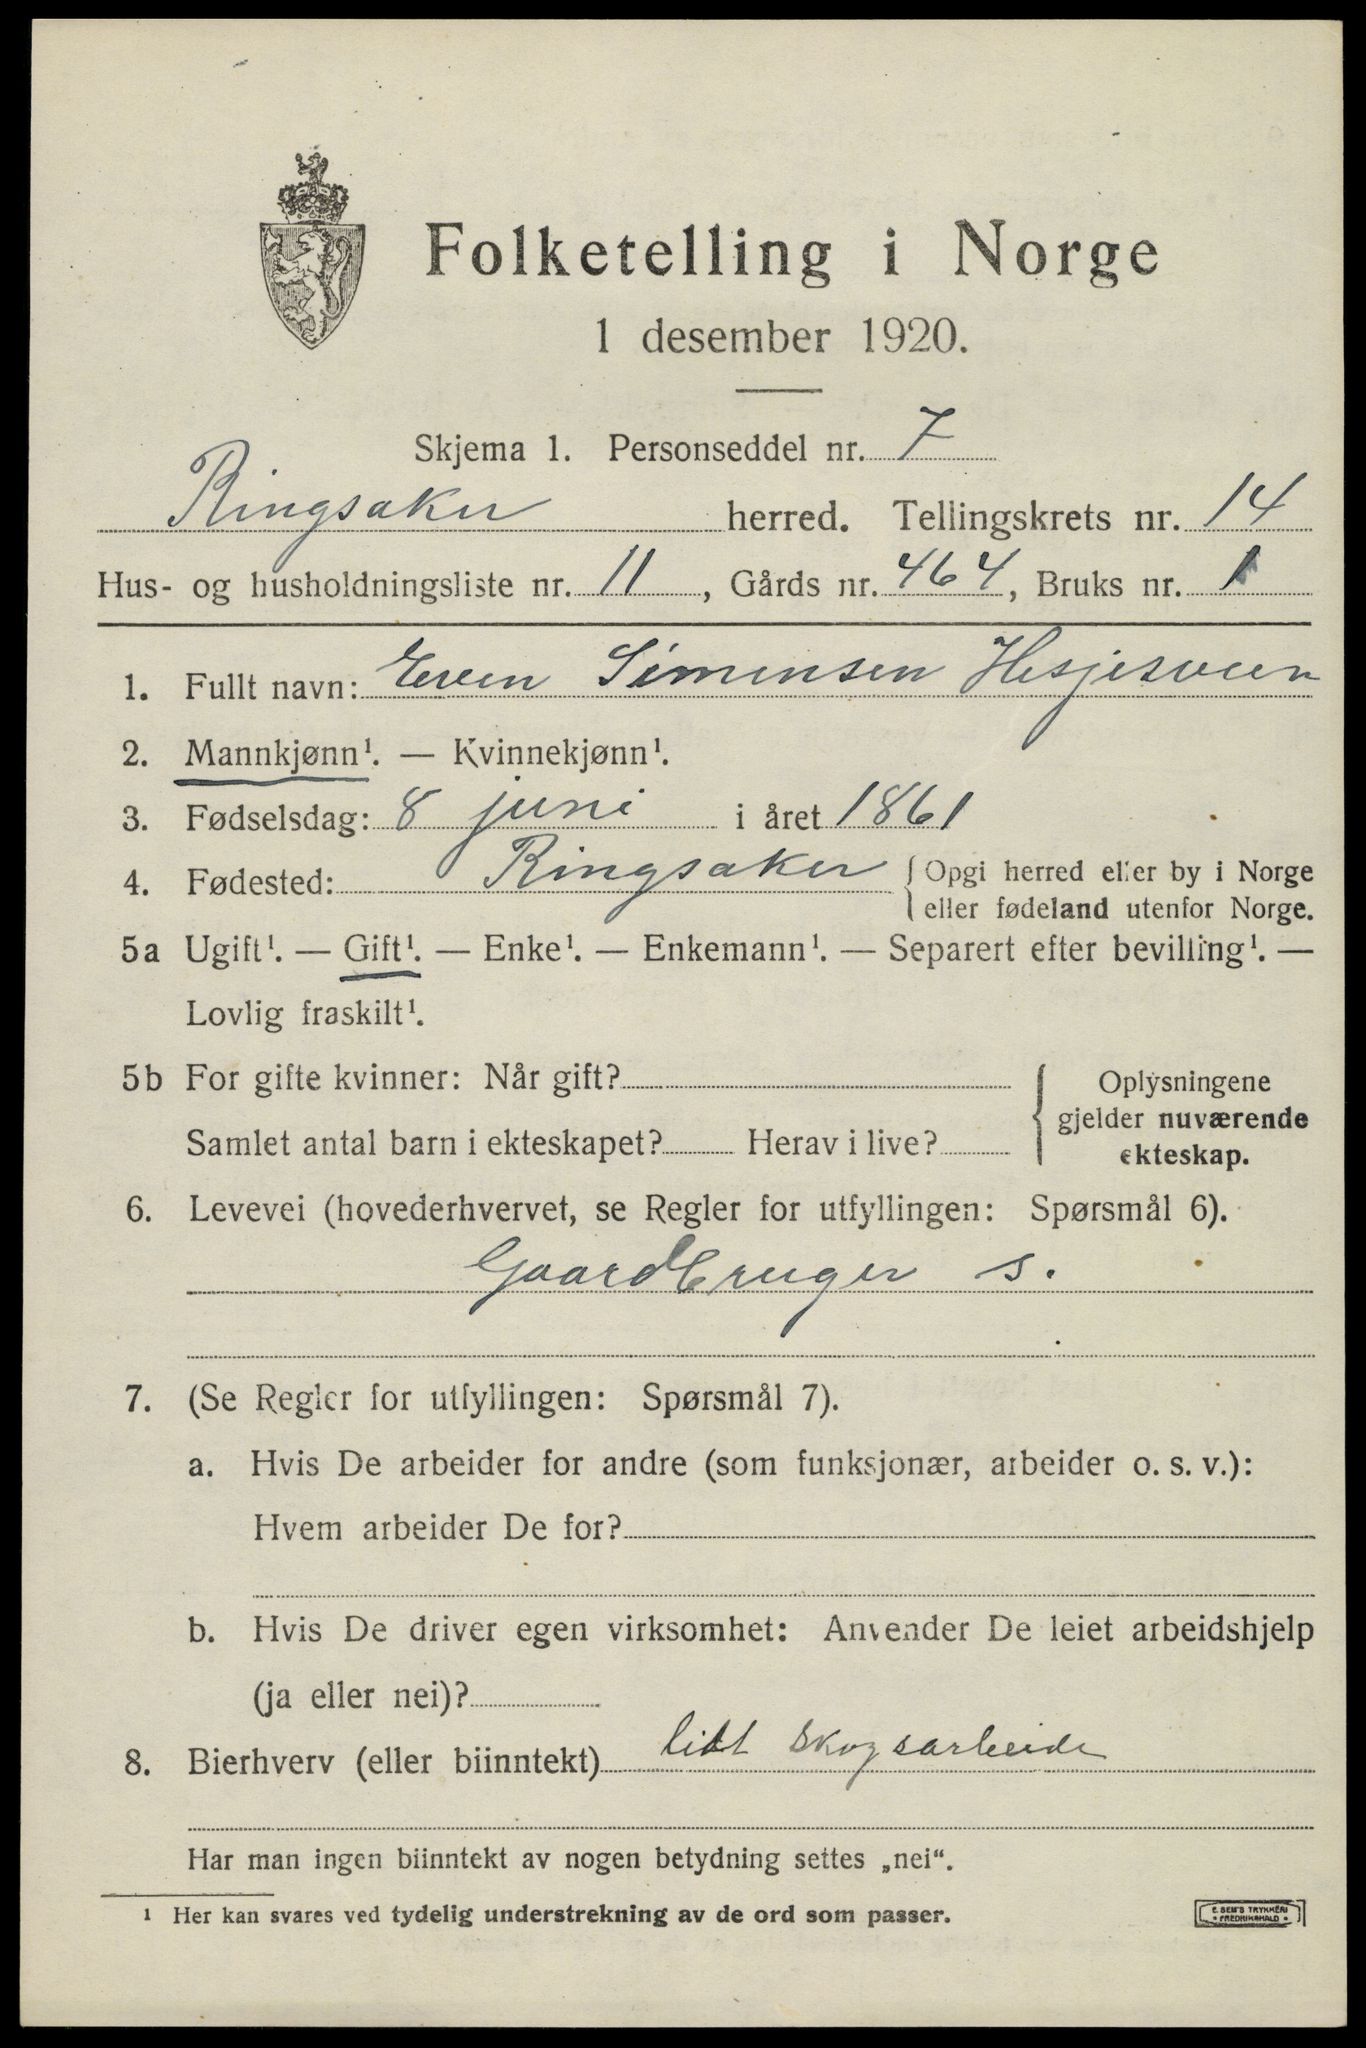 Folketelling i Norge
1 desember 1920.
Skjema 1. Personseddel nr. 7
Ringsaker herred. Tellingskrets nr. 14
Hus- og husholdningsliste nr. 11, Gårds nr. 464, Bruks nr. 1
1. Fullt navn: Even Simensen Hesjesveen
2. Mannkjønn¹. — Kvinnekjønn¹.
3. Fødselsdag: 8 juni i året 1861
4. Fødested: Ringsaker { Opgi herred eller by i Norge
eller fødeland utenfor Norge.
5a Ugift¹. — Gift¹. — Enke¹. — Enkemann¹. — Separert efter bevilling¹. —
Lovlig fraskilt¹.
5b For gifte kvinner: Når gift? { Oplysningene
gjelder nuværende
Samlet antal barn i ekteskapet? Herav i live? ekteskap.
6. Levevei (hovederhvervet, se Regler for utfyllingen: Spørsmål 6).
Gaardbruger s.
7. (Se Regler for utfyllingen: Spørsmål 7).
a. Hvis De arbeider for andre (som funksjonær, arbeider o. s. v.):
Hvem arbeider De for?
b. Hvis De driver egen virksomhet: Anvender De leiet arbeidshjelp
(ja eller nei)?
8. Bierhverv (eller biinntekt) lidt skogsarbeide
Har man ingen biinntekt av nogen betydning settes „nei“.
¹ Her kan svares ved tydelig understrekning av de ord som passer.
E. SEM'S TRYKKERI
• FREDRIKSHALD •